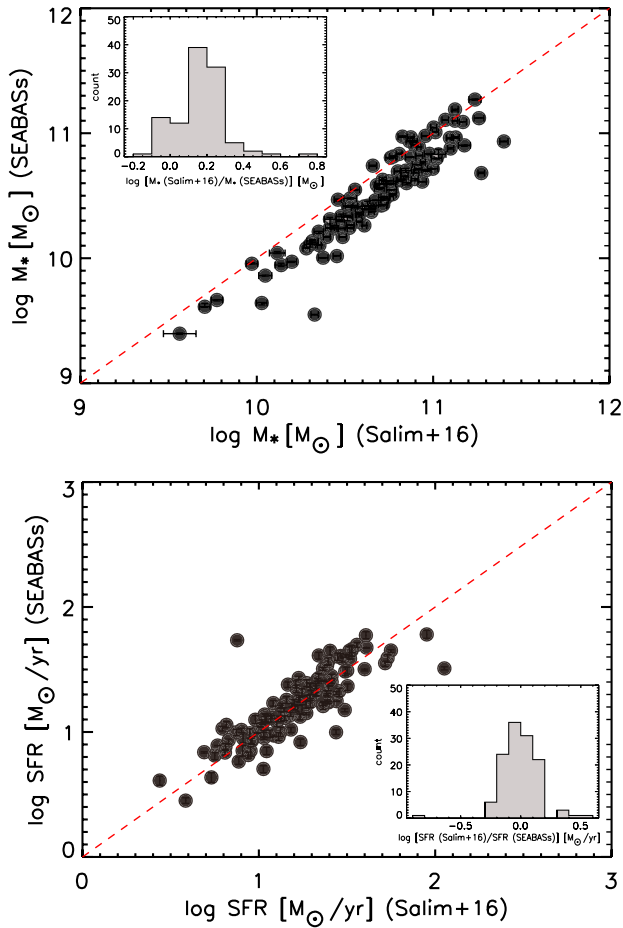 12
11
10
9
log M* [M⊙] (SEABASs)
50
40
30
20
10
0
count
-0.2 0.0 0.2 0.4 0.6 0.8
log [M* (Salim+16)/M* (SEABASs)] [M⊙]
9 10 11 12
log M* [M⊙] (Salim+16)
3
2
1
0
log SFR [M⊙/yr] (SEABASs)
50
40
30
20
10
0
count
-0.5 0.0 0.5
log [SFR (Salim+16)/SFR (SEABASs)] [M⊙/yr]
0 1 2 3
log SFR [M⊙/yr] (Salim+16)